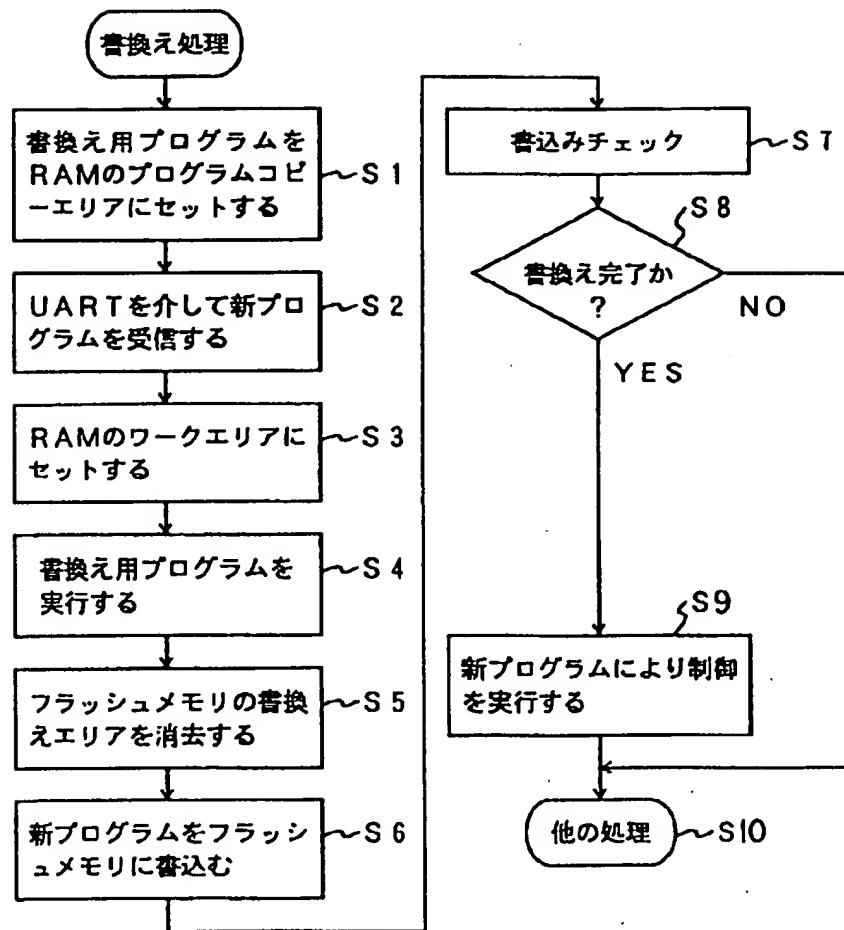 書換え処理
書換え用プログラムを
RAMのプログラムコピ
ーエリアにセットする
S1
UARTを介して新プロ
グラムを受信する
S2
RAMのワークエリアに
セットする
S3
書換え用プログラムを
実行する
S4
フラッシュメモリの書換
えエリアを消去する
S5
新プログラムをフラッシ
ュメモリに書込む
S6
書込みチェック
S7
S8
書換え完了か
?
NO
YES
S9
新プログラムにより制御
を実行する
他の処理
S10